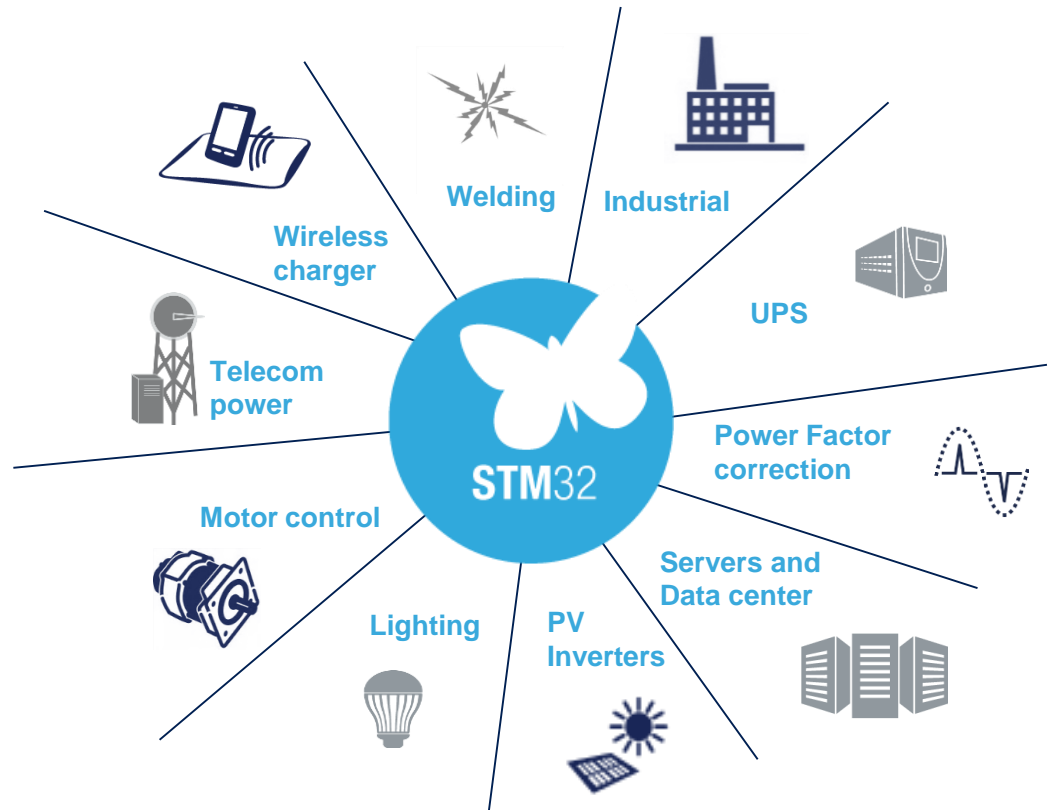 Welding
Industrial
Wireless
charger
UPS
Telecom
power
Power Factor
correction
STM32
Motor control
Servers and
Data center
Lighting
PV
Inverters